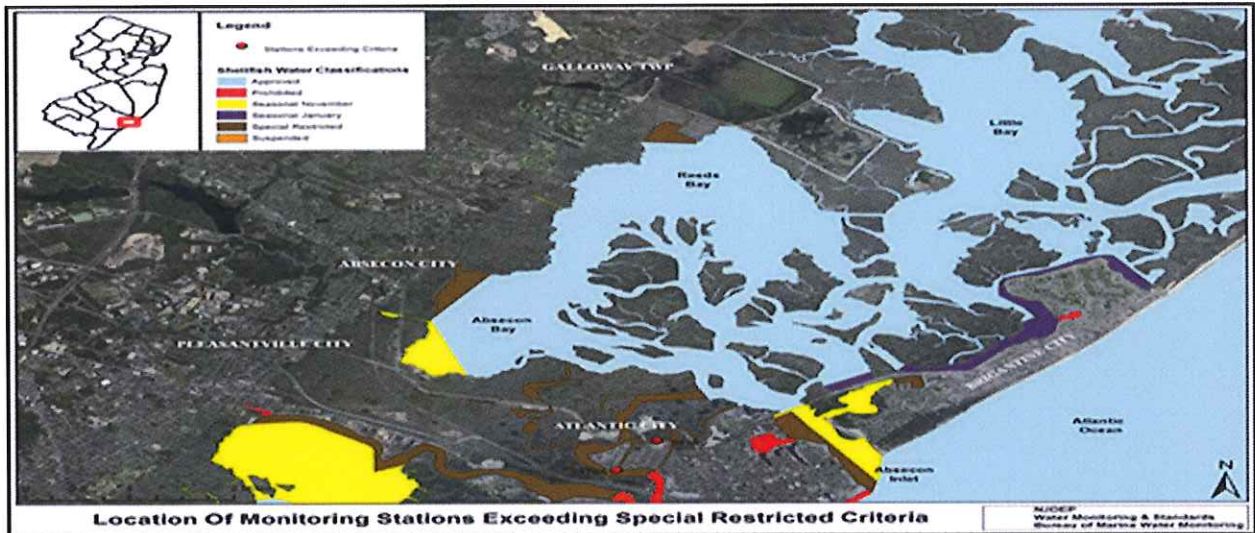 Legend
Stations Exceeding Criteria
Shellfish Water Classifications
Approved
Prohibited
Seasonal November
Seasonal January
Special Restricted
Suspended
GALLOWAY TWP
Little
Bay
Reeds
Bay
ABSECON CITY
Absecon
Bay
PLEASANTVILLE CITY
BRIGANTINE CITY
ATLANTIC CITY
Atlantic
Ocean
Absecon
Inlet
N
Location Of Monitoring Stations Exceeding Special Restricted Criteria
NJDEP
Water Monitoring & Standards
Bureau of Marine Water Monitoring